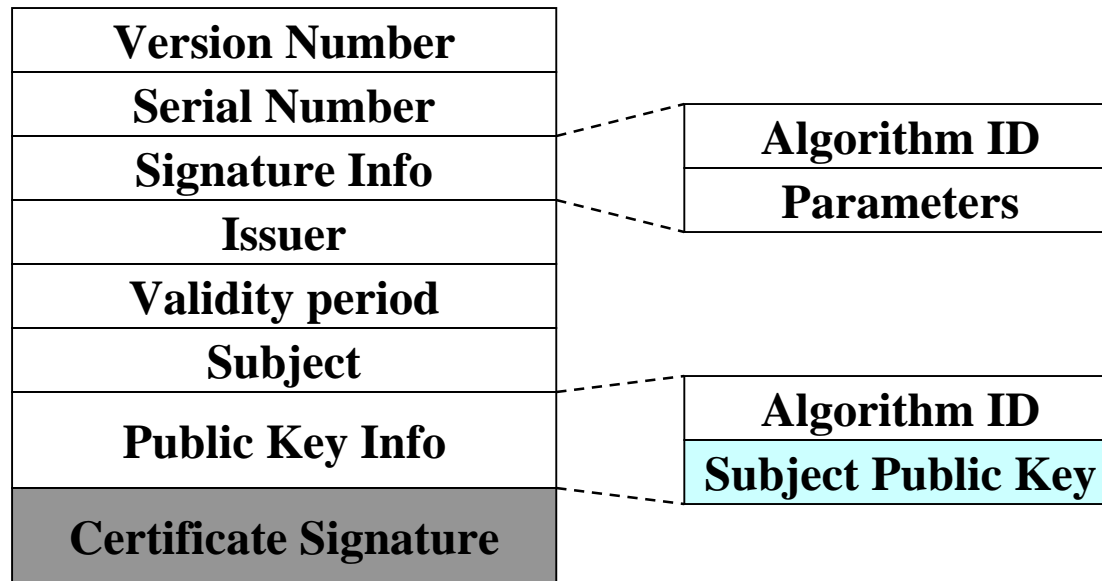 Version Number
Serial Number
Signature Info
Issuer
Validity period
Subject
Public Key Info
Certificate Signature
Algorithm ID
Parameters
Algorithm ID
Subject Public Key